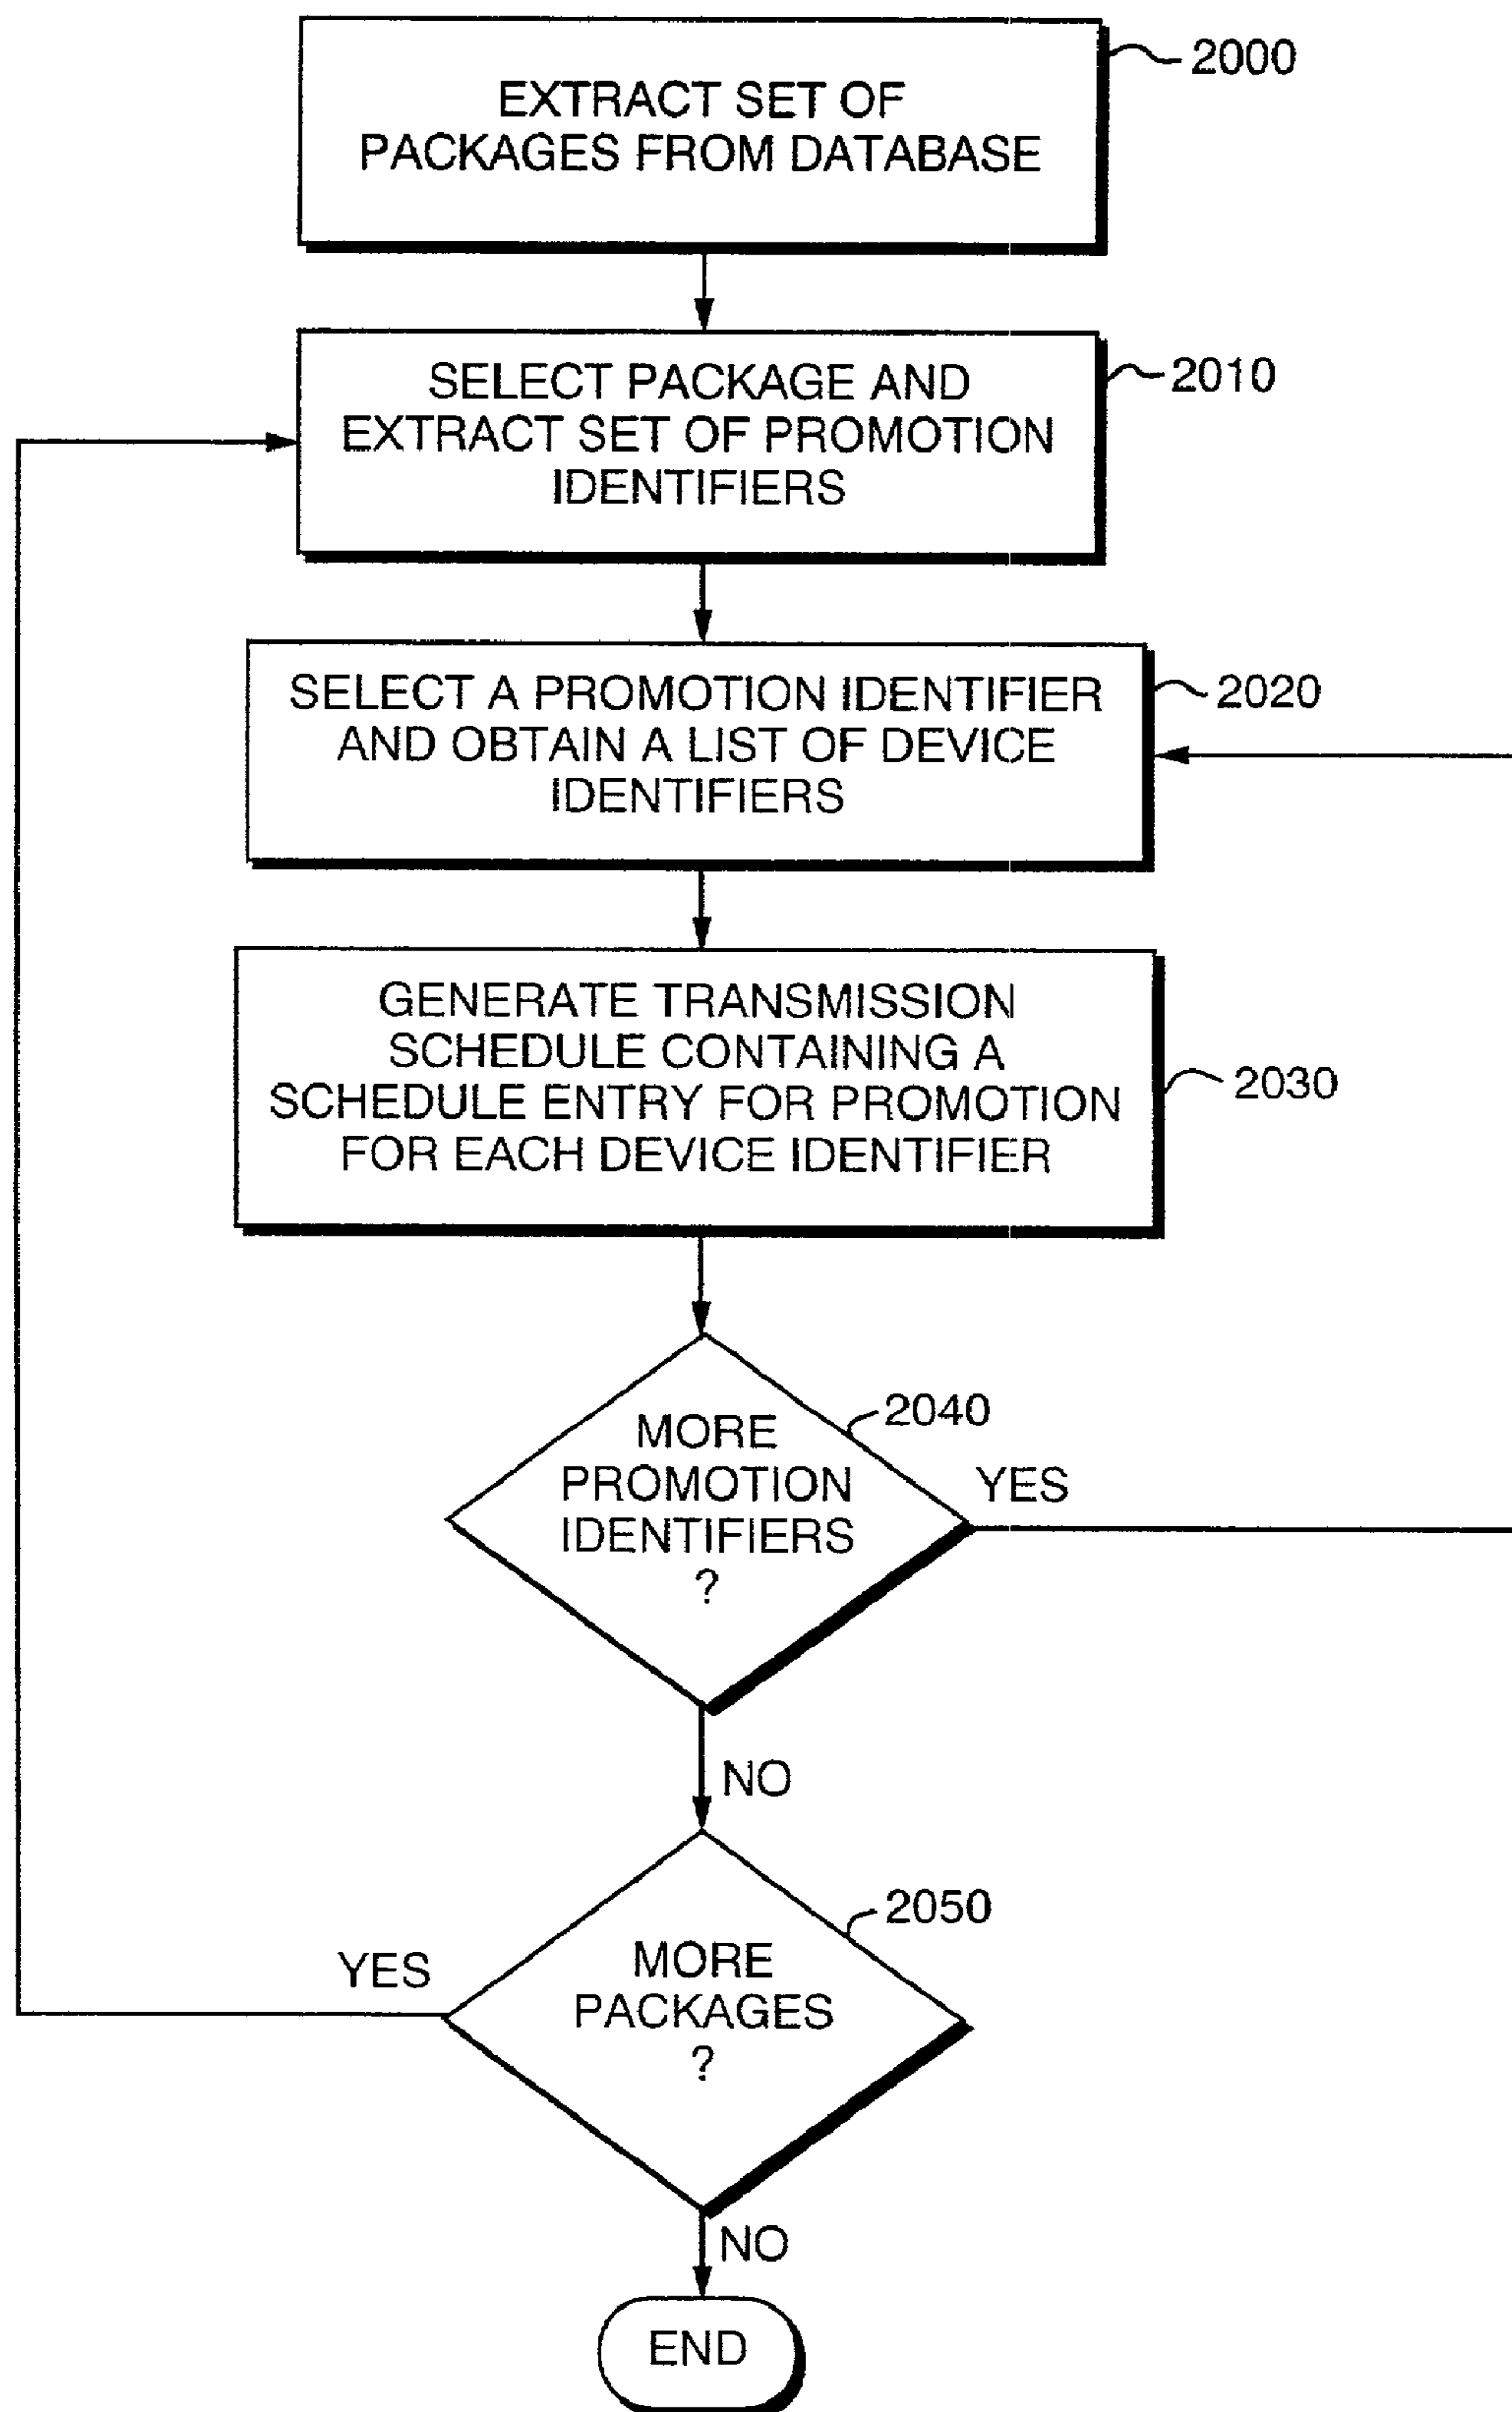 EXTRACT SET OF
PACKAGES FROM DATABASE
2000
SELECT PACKAGE AND
EXTRACT SET OF PROMOTION
IDENTIFIERS
2010
SELECT A PROMOTION IDENTIFIER
AND OBTAIN A LIST OF DEVICE
IDENTIFIERS
2020
GENERATE TRANSMISSION
SCHEDULE CONTAINING A
SCHEDULE ENTRY FOR PROMOTION
FOR EACH DEVICE IDENTIFIER
2030
MORE
PROMOTION
IDENTIFIERS
?
2040
YES
NO
MORE
PACKAGES
?
2050
YES
NO
END